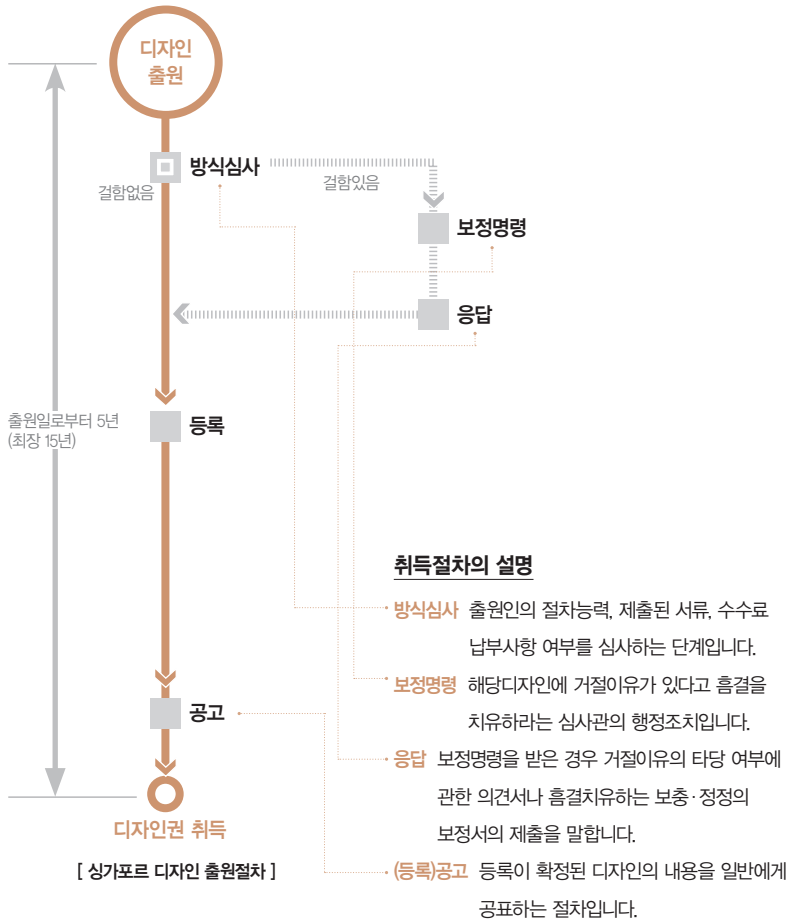 디자인
출원
방식심사
걸함없음
걸함있음
보정명령
응답
출원일로부터 5년
(최장 15년)
등록
공고
디자인권 취득
[ 싱가포르 디자인 출원절차 ]
취득절차의 설명
방식심사 출원인의 절차능력, 제출된 서류, 수수료
납부사항 여부를 심사하는 단계입니다.
보정명령 해당디자인에 거절이유가 있다고 흠결을
치유하라는 심사관의 행정조치입니다.
응답 보정명령을 받은 경우 거절이유의 타당 여부에
관한 의견서나 흠결치유하는 보충·정정의
보정서의 제출을 말합니다.
(등록)공고 등록이 확정된 디자인의 내용을 일반에게
공표하는 절차입니다.